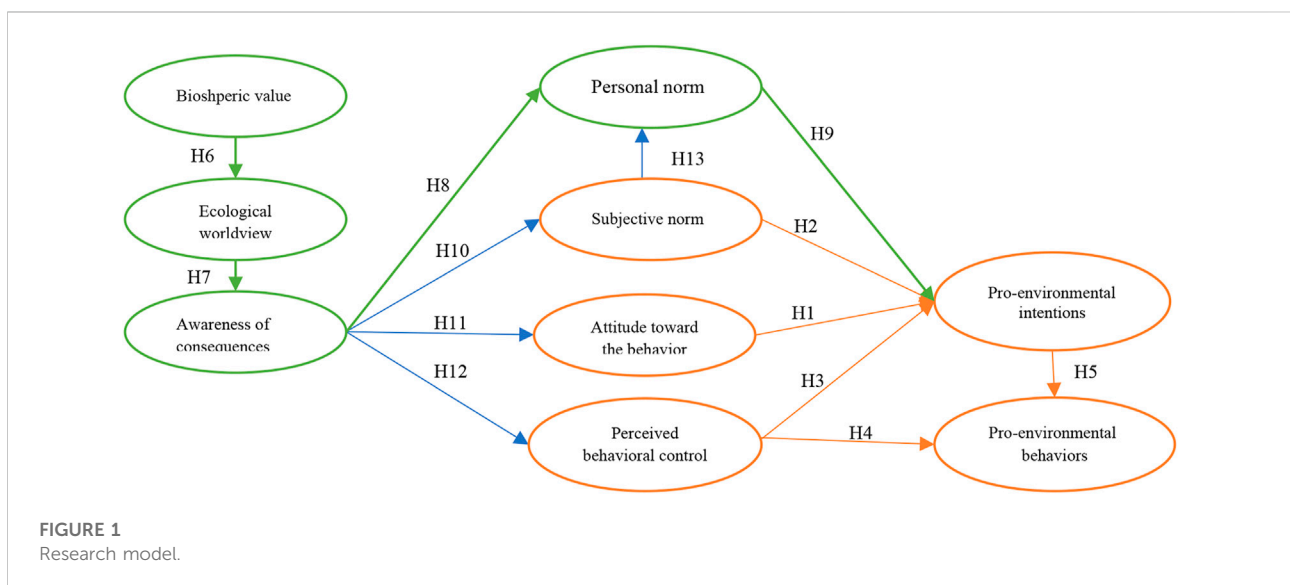 Bioshperic value
Personal norm
H6
H9
H13
H8
Ecological
worldview
Subjective norm
H2
H10
H7
Pro-environmental
intentions
Awareness of
consequences
H11
Attitude toward
the behavior
H1
H12
H3
H5
Perceived
behavioral control
H4
Pro-environmental
behaviors
FIGURE 1
Research model.